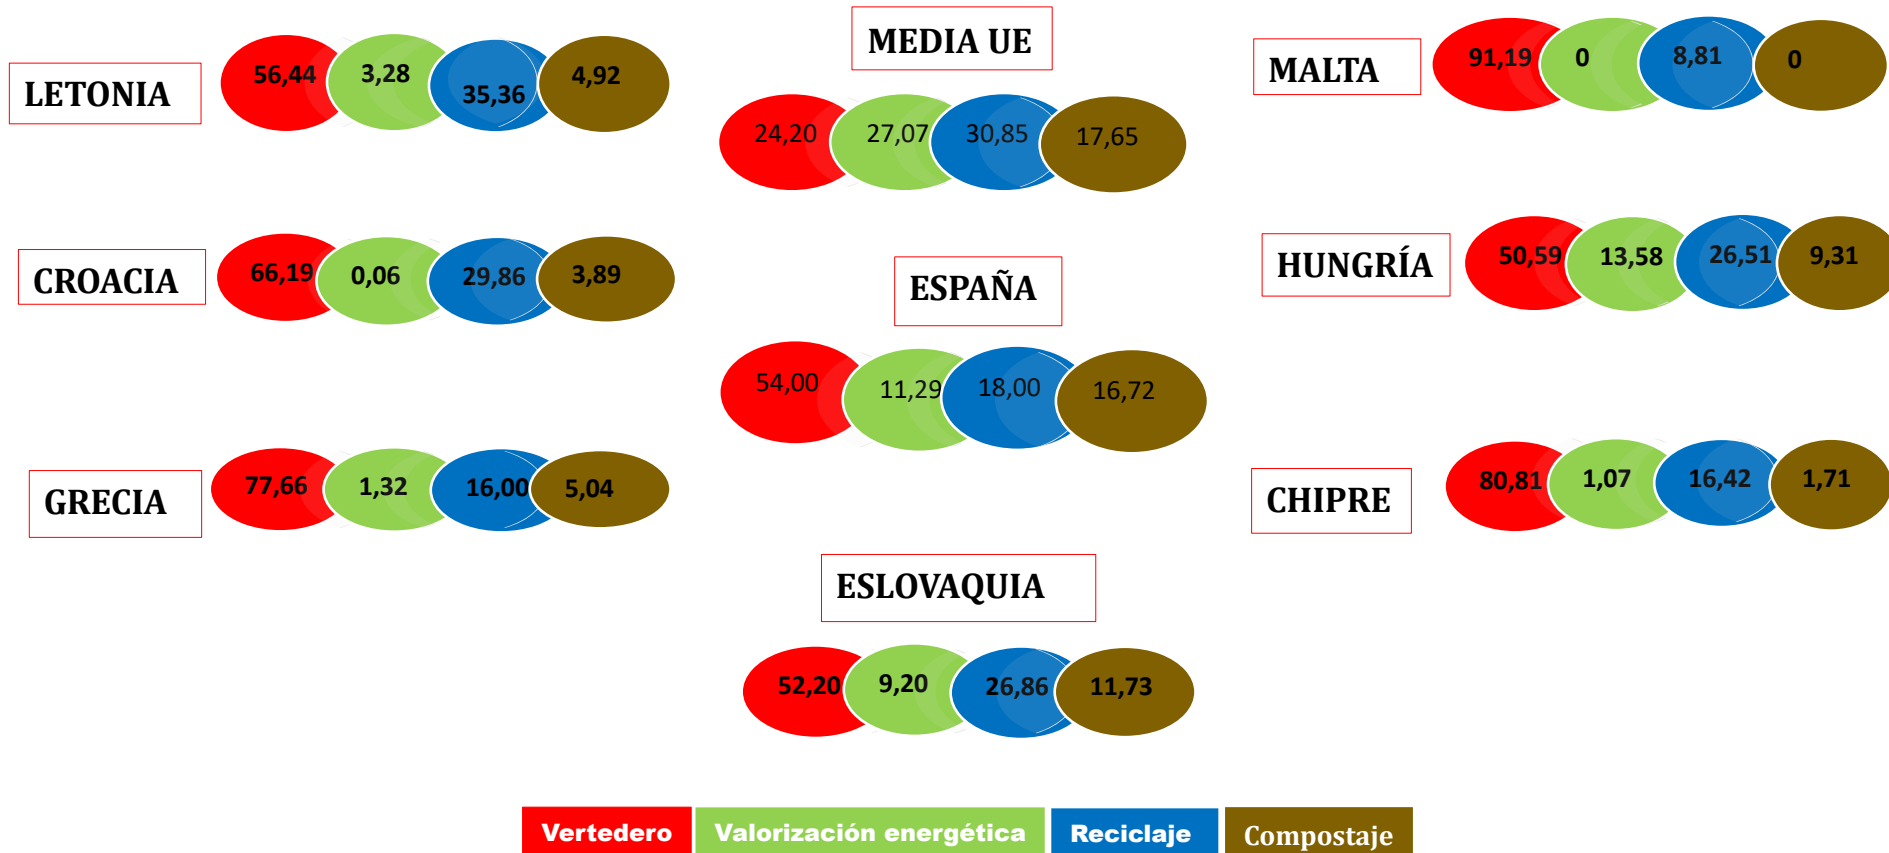 LETONIA
56,44 3,28 35,36 4,92
MEDIA UE
24,20 27,07 30,85 17,65
MALTA
91,19 0 8,81 0
CROACIA
66,19 0,06 29,86 3,89
ESPAÑA
54,00 11,29 18,00 16,72
HUNGRÍA
50,59 13,58 26,51 9,31
GRECIA
77,66 1,32 16,00 5,04
CHIPRE
80,81 1,07 16,42 1,71
ESLOVAQUIA
52,20 9,20 26,86 11,73
Vertedero Valorización energética Reciclaje Compostaje